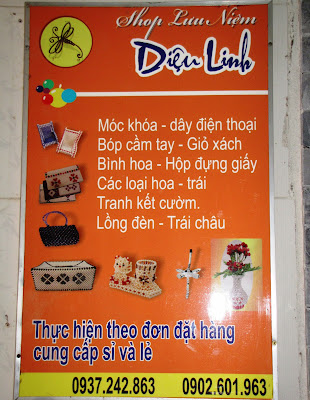 Shop Lưu Niệm
Diệu Linh
Móc khóa - dây điện thoại
Bóp cầm tay - Giỏ xách
Bình hoa - Hộp đựng giấy
Các loại hoa - trái
Tranh kết cườm.
Lồng đèn - Trái châu
Thực hiện theo đơn đặt hàng
cung cấp sỉ và lẻ
0937.242.863 0902.601.963